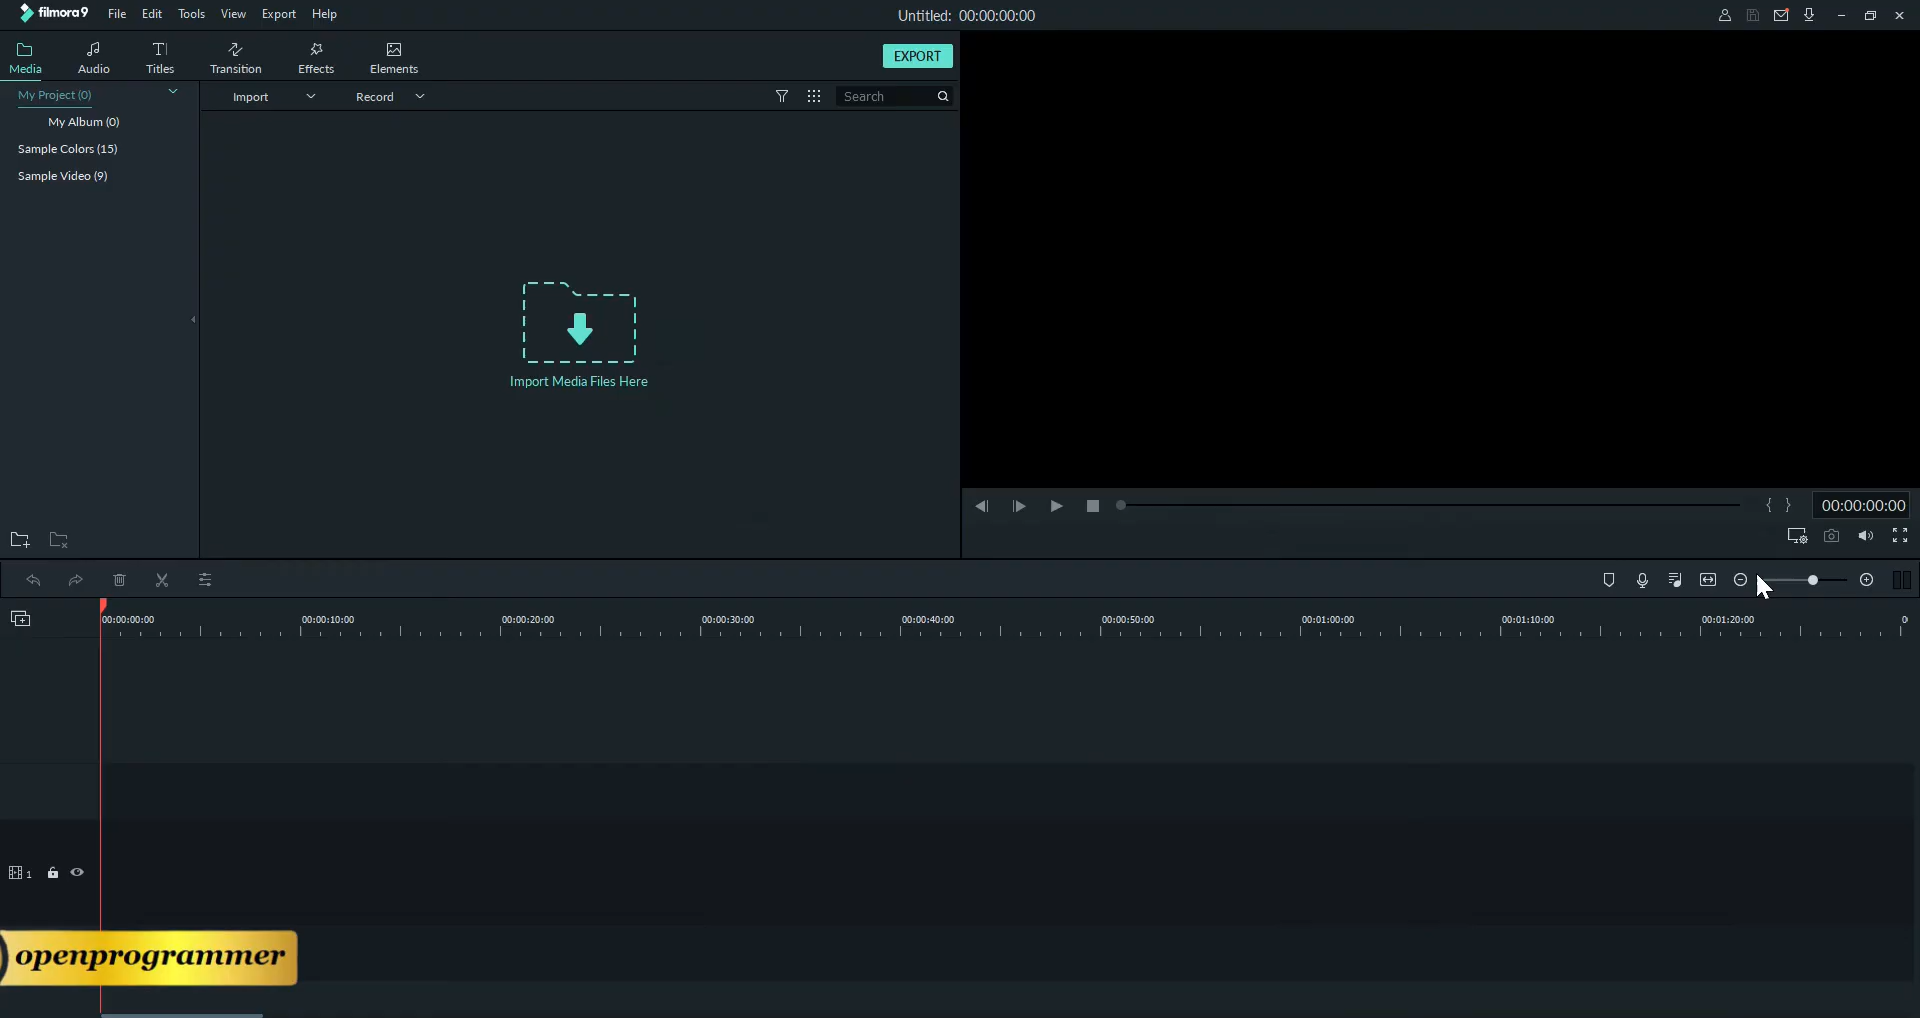 filmora9 File Edit Tools View Export Help Untitled: 00:00:00:00
Media Audio Titles Transition Effects Elements EXPORT
My Project (0) Import Record Search
My Album (0)
Sample Colors (15)
Sample Video (9)
Import Media Files Here
{ } 00:00:00:00
00:00:00:00 00:00:10:00 00:00:20:00 00:00:30:00 00:00:40:00 00:00:50:00 00:01:00:00 00:01:10:00 00:01:20:00 0
1
openprogrammer